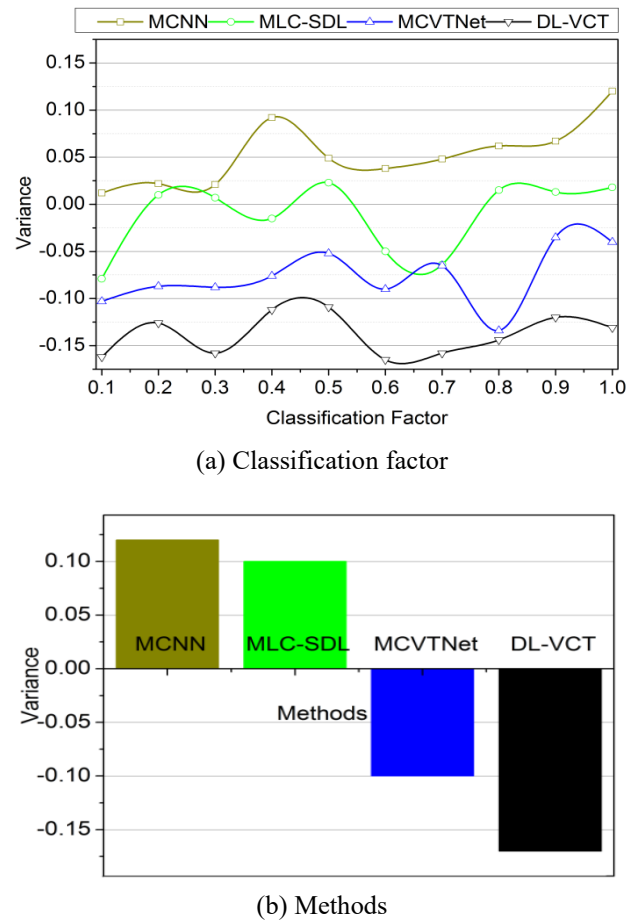 MCNN MLC-SDL MCVTNet DL-VCT
0.15
0.10
0.05
0.00
-0.05
-0.10
-0.15
Variance
0.1 0.2 0.3 0.4 0.5 0.6 0.7 0.8 0.9 1.0
Classification Factor
(a) Classification factor
0.10
0.05
0.00
-0.05
-0.10
-0.15
Variance
MCNN MLC-SDL MCVTNet DL-VCT
Methods
(b) Methods